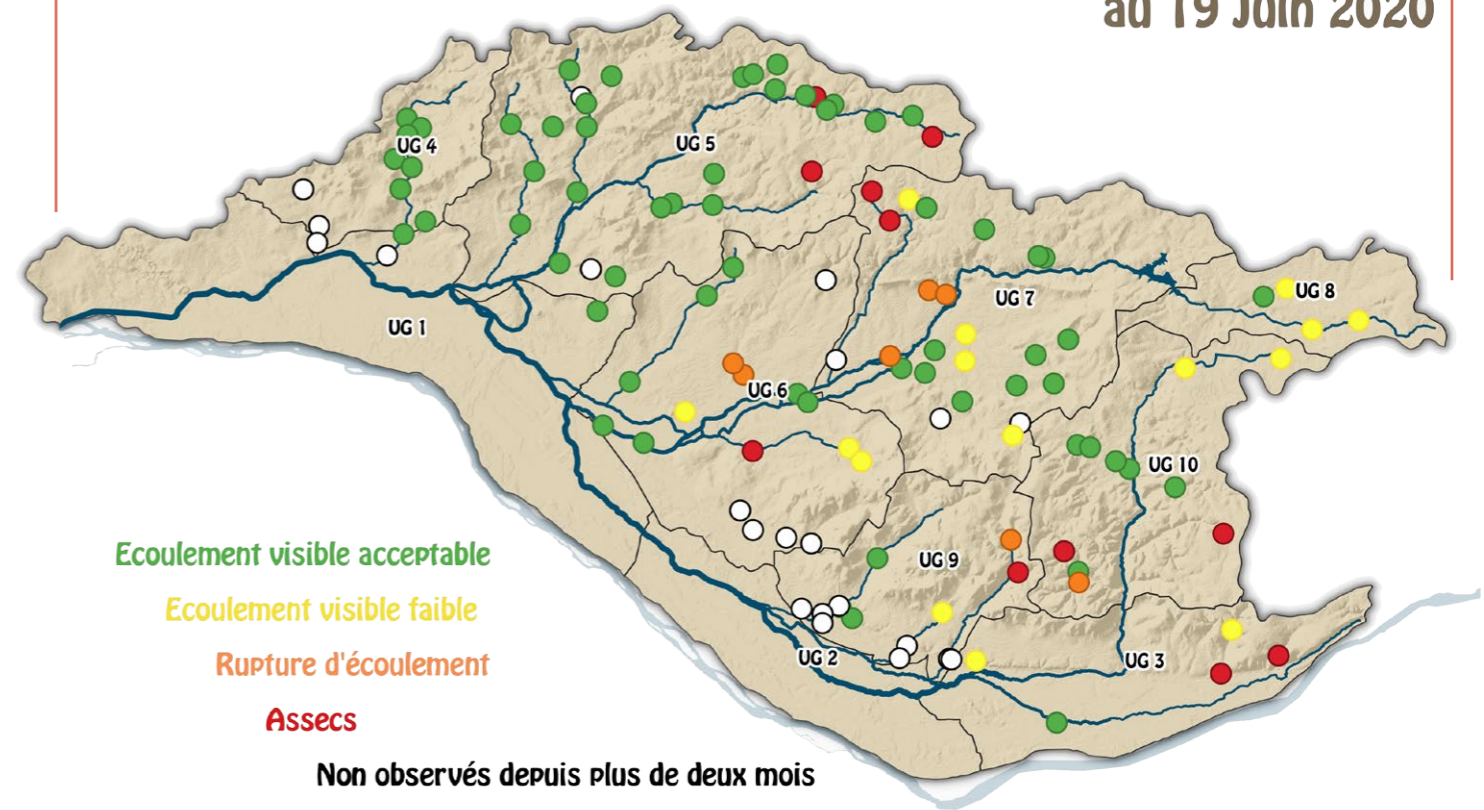 au 19 Juin 2020
UG 4
UG 5
UG 8
UG 7
UG 1
UG 6
UG 10
Ecoulement visible acceptable
UG 9
Ecoulement visible faible
Rupture d'écoulement
UG 2
UG 3
Assecs
Non observés depuis plus de deux mois